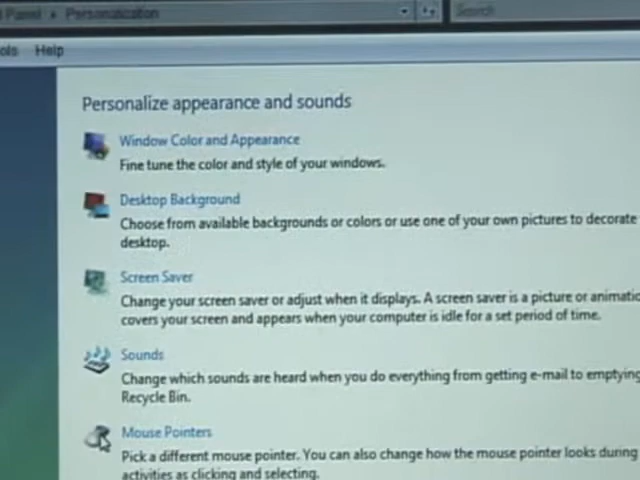 Panel ▸ Personalization
Search
ols Help
Personalize appearance and sounds
Window Color and Appearance
Fine tune the color and style of your windows.
Desktop Background
Choose from available backgrounds or colors or use one of your own pictures to decorate
desktop.
Screen Saver
Change your screen saver or adjust when it displays. A screen saver is a picture or animatio
covers your screen and appears when your computer is idle for a set period of time.
Sounds
Change which sounds are heard when you do everything from getting e-mail to emptying
Recycle Bin.
Mouse Pointers
Pick a different mouse pointer. You can also change how the mouse pointer looks during
activities as clicking and selecting.